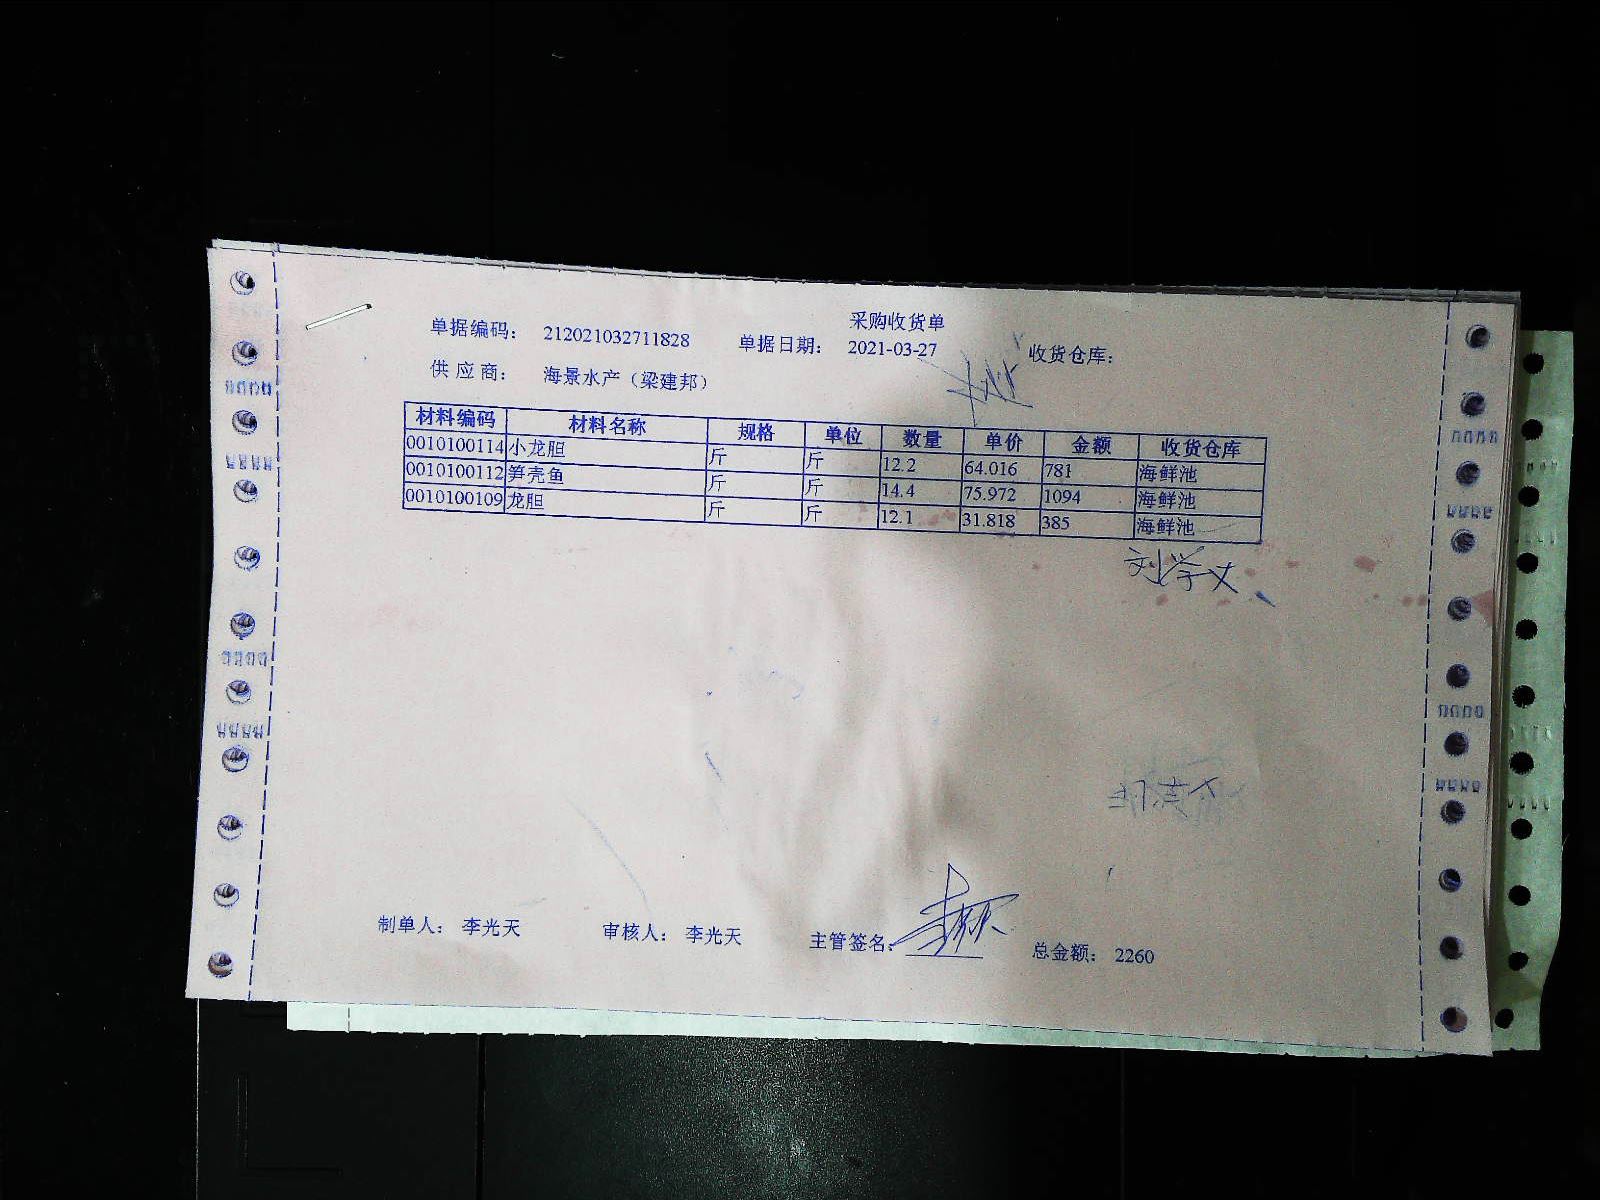 采购收货单
单据编码： 212021032711828 单据日期： 2021-03-27 收货仓库：
供 应 商： 海景水产（梁建邦）
材料编码 材料名称 规格 单位 数量 单价 金额 收货仓库
0010100114 小龙胆 斤 斤 12.2 64.016 781 海鲜池
0010100112 笋壳鱼 斤 斤 14.4 75.972 1094 海鲜池
0010100109 龙胆 斤 斤 12.1 31.818 385 海鲜池
制单人： 李光天 审核人： 李光天 主管签名： 总金额： 2260